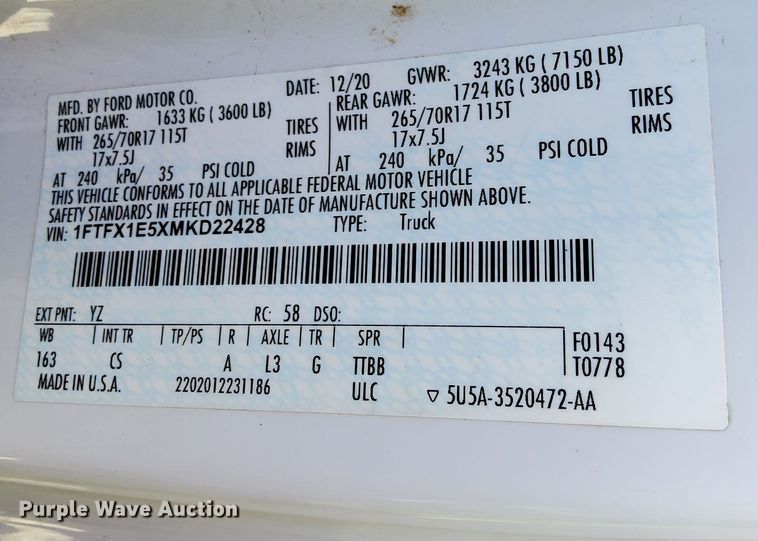 MFD. BY FORD MOTOR CO. DATE: 12/20 GVWR: 3243 KG ( 7150 LB)
FRONT GAWR: 1633 KG ( 3600 LB) REAR GAWR: 1724 KG ( 3800 LB)
WITH 265/70R17 115T TIRES WITH 265/70R17 115T TIRES
17x7.5J RIMS 17x7.5J RIMS
AT 240 kPa/ 35 PSI COLD AT 240 kPa/ 35 PSI COLD
THIS VEHICLE CONFORMS TO ALL APPLICABLE FEDERAL MOTOR VEHICLE
SAFETY STANDARDS IN EFFECT ON THE DATE OF MANUFACTURE SHOWN ABOVE.
VIN: 1FTFX1E5XMKD22428 TYPE: Truck
EXT PNT: YZ RC: 58 DSO:
WB INT TR TP/PS R AXLE TR SPR F0143
163 CS A L3 G TTBB T0778
MADE IN U.S.A. 2202012231186 ULC ▽ 5U5A-3520472-AA
Purple Wave Auction